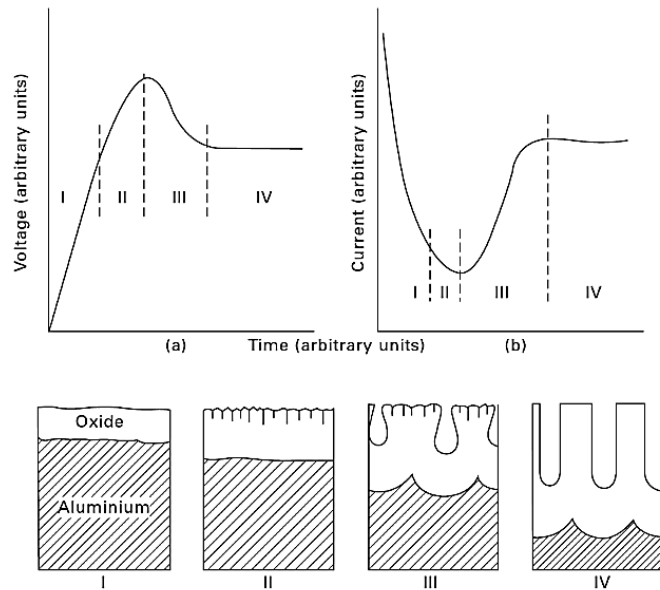 Voltage (arbitrary units)
I
II
III
IV
(a)
Current (arbitrary units)
I
II
III
IV
(b)
Time (arbitrary units)
Oxide
Aluminium
I
II
III
IV